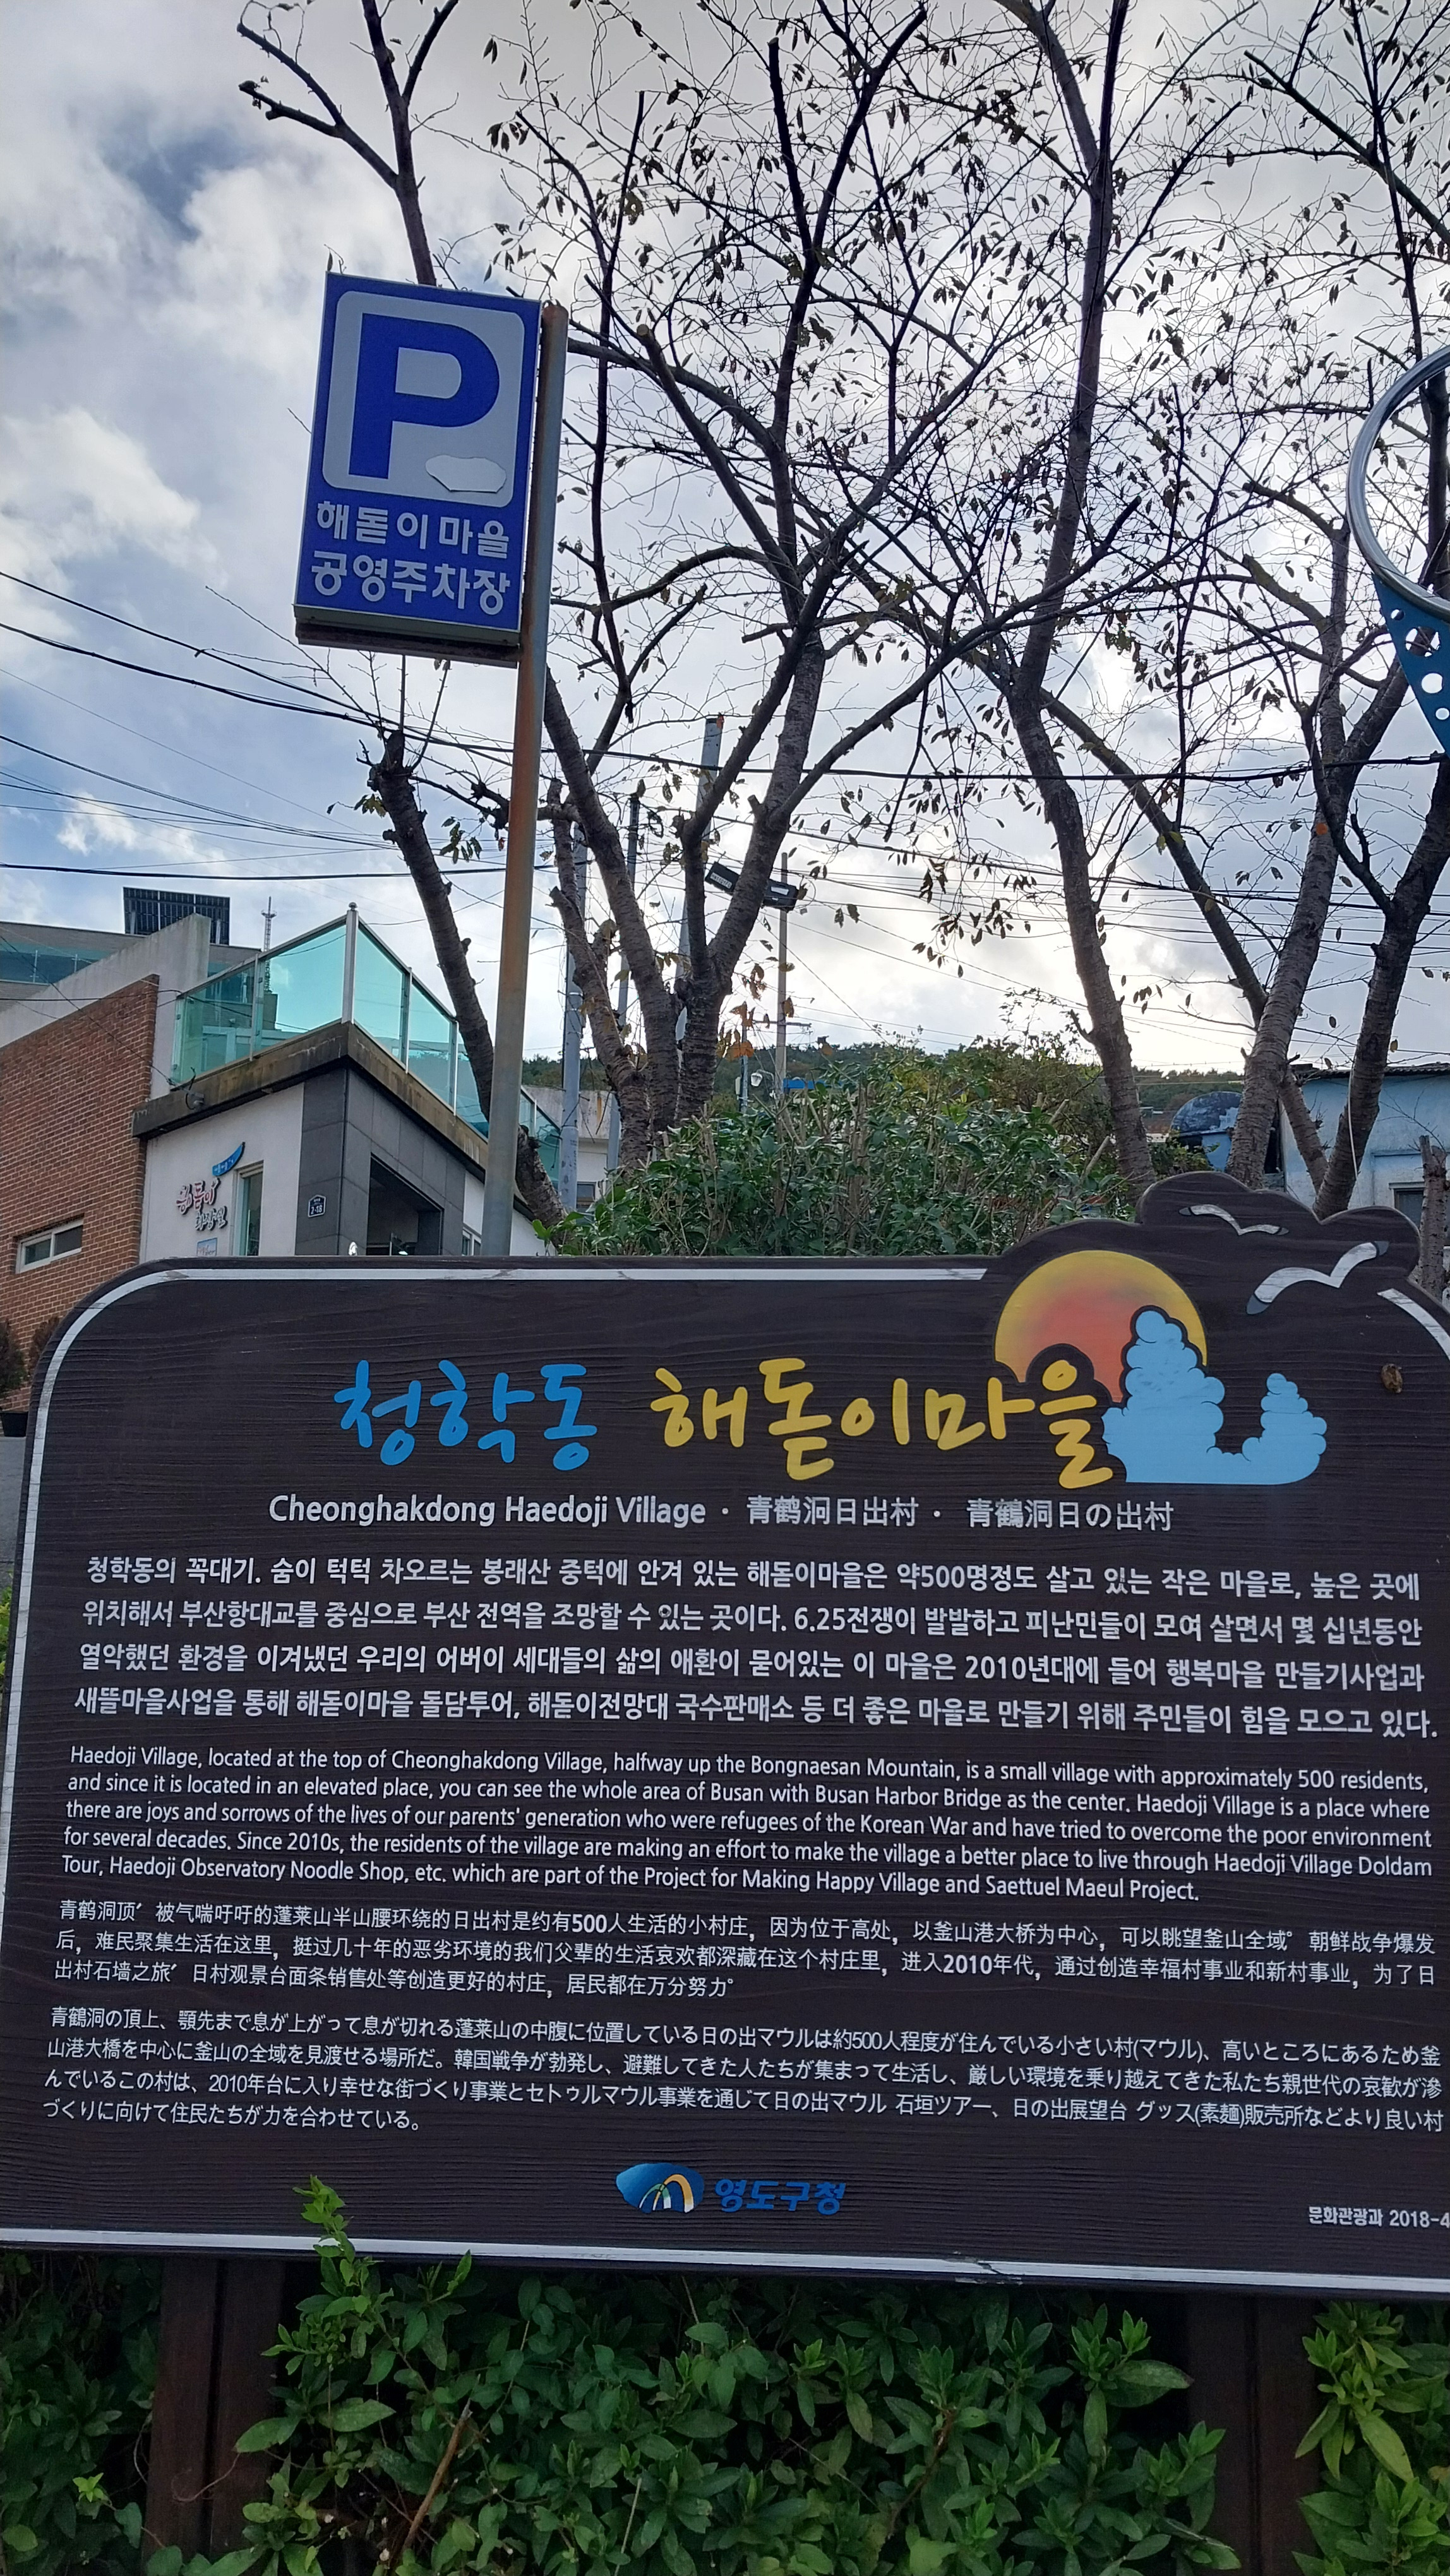 P
해돋이마을
공영주차장
해돋이
청학동 해돋이마을
Cheonghakdong Haedoji Village · 青鹤洞日出村 · 青鶴洞日の出村
청학동의 꼭대기. 숨이 턱턱 차오르는 봉래산 중턱에 안겨 있는 해돋이마을은 약500명정도 살고 있는 작은 마을로, 높은 곳에
위치해서 부산항대교를 중심으로 부산 전역을 조망할 수 있는 곳이다. 6.25전쟁이 발발하고 피난민들이 모여 살면서 몇 십년동안
열악했던 환경을 이겨냈던 우리의 어버이 세대들의 삶의 애환이 묻어있는 이 마을은 2010년대에 들어 행복마을 만들기사업과
새뜰마을사업을 통해 해돋이마을 돌담투어, 해돋이전망대 국수판매소 등 더 좋은 마을로 만들기 위해 주민들이 힘을 모으고 있다.
Haedoji Village, located at the top of Cheonghakdong Village, halfway up the Bongnaesan Mountain, is a small village with approximately 500 residents,
and since it is located in an elevated place, you can see the whole area of Busan with Busan Harbor Bridge as the center. Haedoji Village is a place where
there are joys and sorrows of the lives of our parents' generation who were refugees of the Korean War and have tried to overcome the poor environment
for several decades. Since 2010s, the residents of the village are making an effort to make the village a better place to live through Haedoji Village Doldam
Tour, Haedoji Observatory Noodle Shop, etc. which are part of the Project for Making Happy Village and Saettuel Maeul Project.
青鹤洞顶′ 被气喘吁吁的蓬莱山半山腰环绕的日出村是约有500人生活的小村庄，因为位于高处，以釜山港大桥为中心，可以眺望釜山全域° 朝鲜战争爆发
后，难民聚集生活在这里，挺过几十年的恶劣环境的我们父辈的生活哀欢都深藏在这个村庄里，进入2010年代，通过创造幸福村事业和新村事业，为了日
出村石墙之旅′ 日村观景台面条销售处等创造更好的村庄，居民都在万分努力°
青鶴洞の頂上、顎先まで息が上がって息が切れる蓬莱山の中腹に位置している日の出マウルは約500人程度が住んでいる小さい村(マウル)、高いところにあるため釜
山港大橋を中心に釜山の全域を見渡せる場所だ。韓国戦争が勃発し、避難してきた人たちが集まって生活し、厳しい環境を乗り越えてきた私たち親世代の哀歓が滲
んでいるこの村は、2010年台に入り幸せな街づくり事業とセトゥルマウル事業を通じて日の出マウル 石垣ツアー、日の出展望台 グッス(素麺)販売所などより良い村
づくりに向けて住民たちが力を合わせている。
영도구청
문화관광과 2018-4